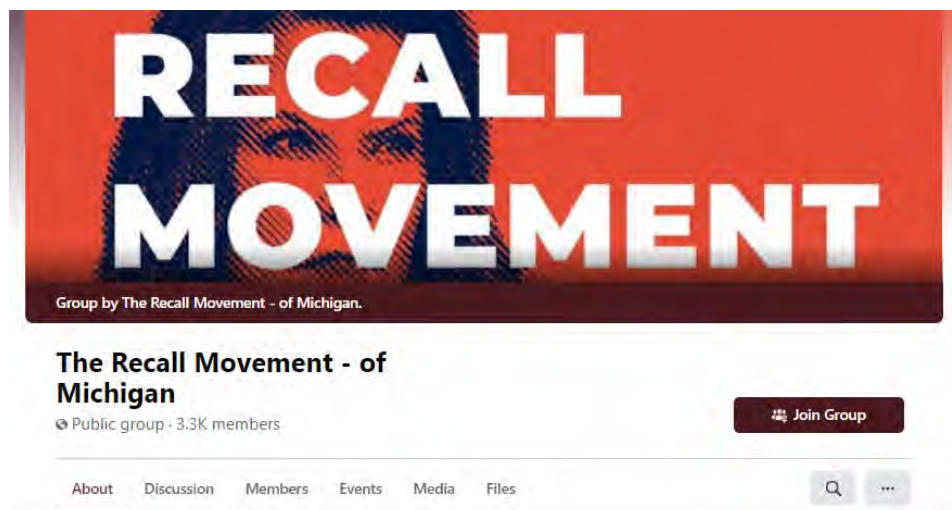 RECALL
MOVEMENT
Group by The Recall Movement - of Michigan.
The Recall Movement - of
Michigan
Public group · 3.3K members
Join Group
About Discussion Members Events Media Files